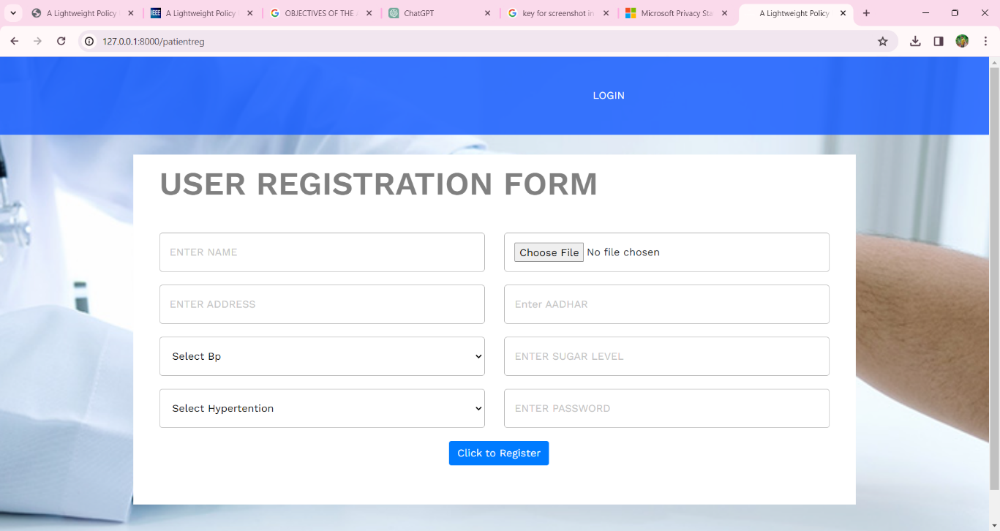 A Lightweight Policy
A Lightweight Policy
OBJECTIVES OF THE
ChatGPT
key for screenshot in
Microsoft Privacy Sta
A Lightweight Policy
127.0.0.1:8000/patientreg
LOGIN
USER REGISTRATION FORM
ENTER NAME
Choose File No file chosen
ENTER ADDRESS
Enter AADHAR
Select Bp
ENTER SUGAR LEVEL
Select Hypertention
ENTER PASSWORD
Click to Register